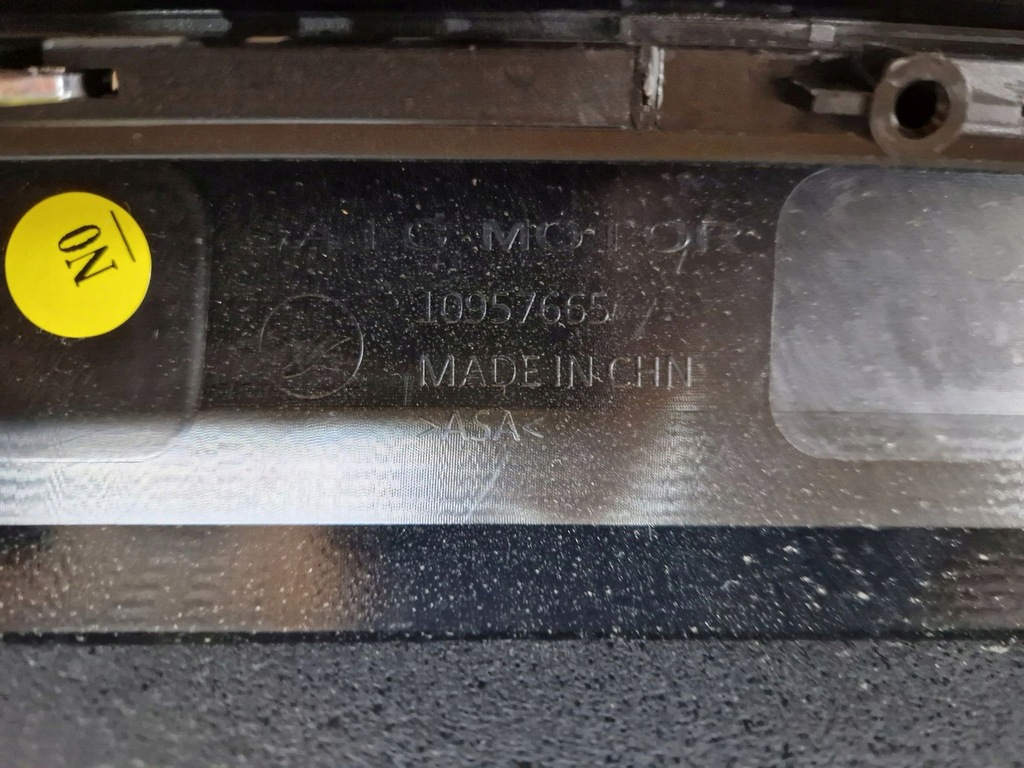 NO
SAIC MOTOR
10957665
MADE IN CHN
>ASA<